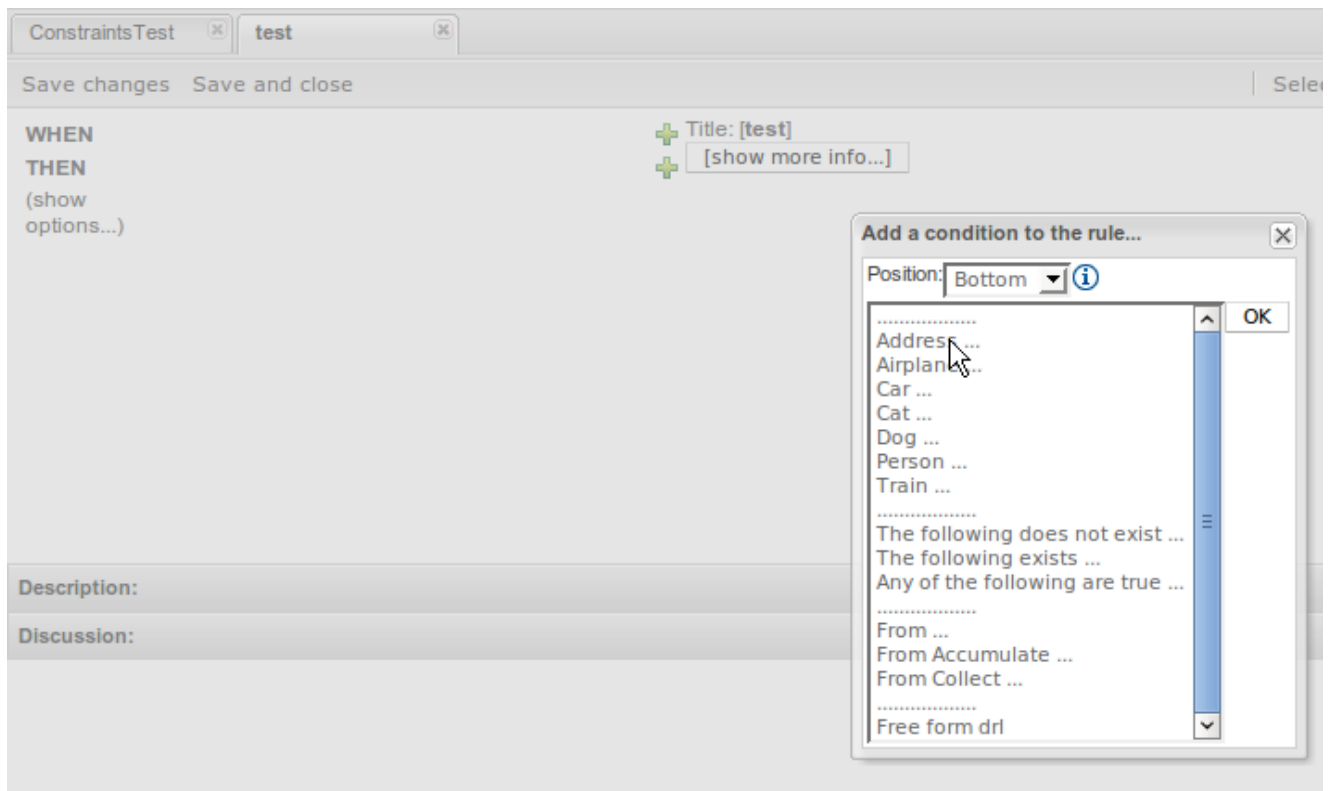 ConstraintsTest test
Save changes Save and close Selec
WHEN
THEN
(show
options...)
Title: [test]
[show more info...]
Add a condition to the rule...
Position: Bottom
OK
..................
Address ...
Airplane ...
Car ...
Cat ...
Dog ...
Person ...
Train ...
..................
The following does not exist ...
The following exists ...
Any of the following are true ...
..................
From ...
From Accumulate ...
From Collect ...
..................
Free form drl
Description:
Discussion: